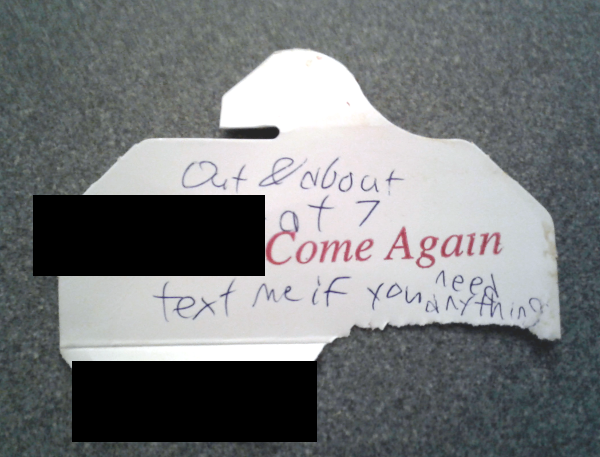 Out & about
at 7
Come Again
text me if you need
anything